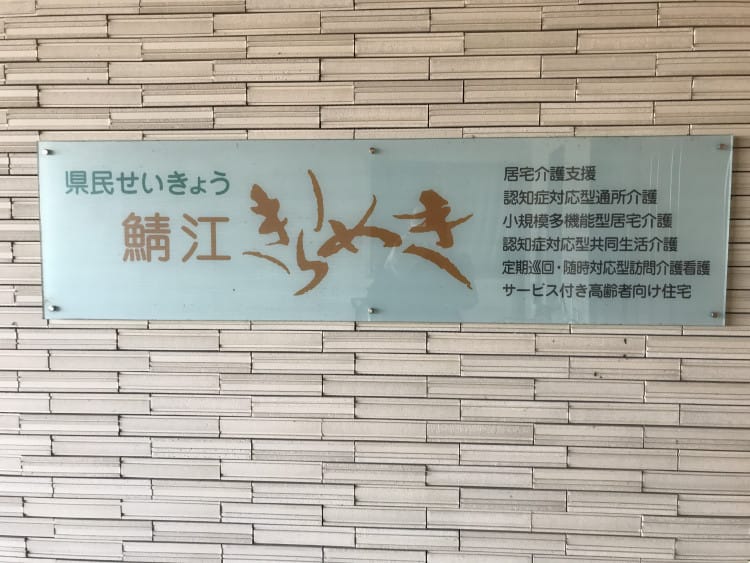 県民せいきょう
鯖江 きらめき
居宅介護支援
認知症対応型通所介護
小規模多機能型居宅介護
認知症対応型共同生活介護
定期巡回・随時対応型訪問介護看護
サービス付き高齢者向け住宅